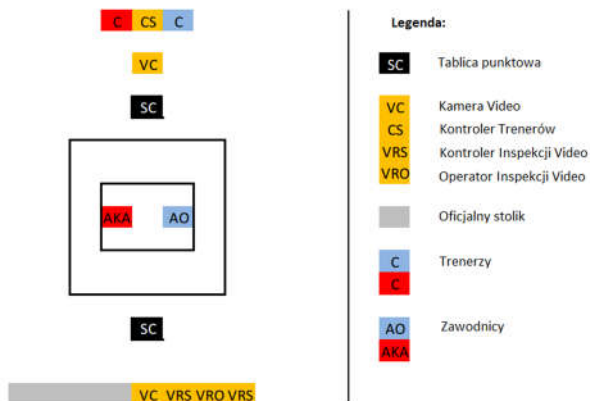 C CS C
VC
SC
AKA AO
SC
VC VRS VRO VRS
Legenda:
SC Tablica punktowa
VC Kamera Video
CS Kontroler Trenerów
VRS Kontroler Inspekcji Video
VRO Operator Inspekcji Video
Oficjalny stolik
C Trenerzy
C
AO Zawodnicy
AKA